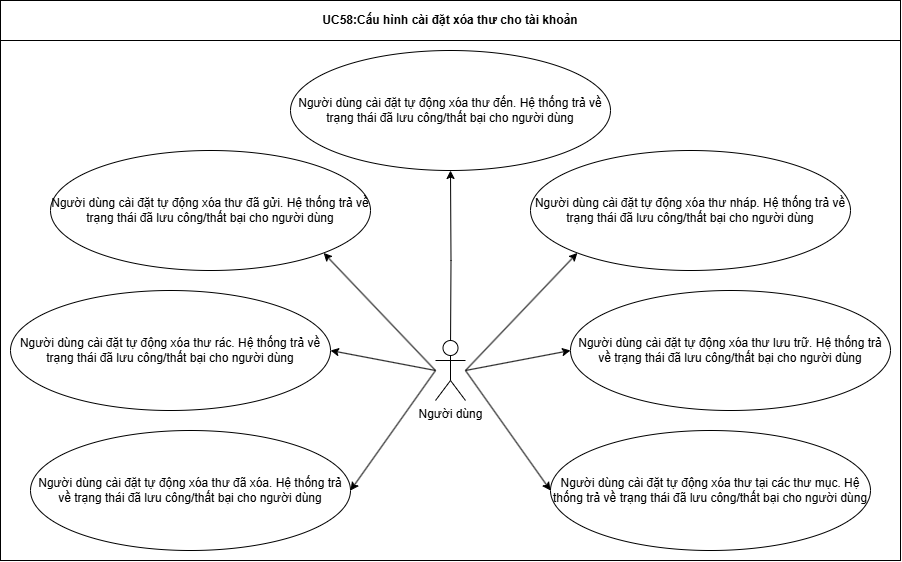 UC58:Cấu hình cài đặt xóa thư cho tài khoản
Người dùng cài đặt tự động xóa thư đến. Hệ thống trả về
trạng thái đã lưu công/thất bại cho người dùng
Người dùng cài đặt tự động xóa thư đã gửi. Hệ thống trả về
trạng thái đã lưu công/thất bại cho người dùng
Người dùng cài đặt tự động xóa thư nháp. Hệ thống trả về
trạng thái đã lưu công/thất bại cho người dùng
Người dùng cài đặt tự động xóa thư rác. Hệ thống trả về
trạng thái đã lưu công/thất bại cho người dùng
Người dùng cài đặt tự động xóa thư lưu trữ. Hệ thống trả
về trạng thái đã lưu công/thất bại cho người dùng
Người dùng
Người dùng cài đặt tự động xóa thư đã xóa. Hệ thống trả
về trạng thái đã lưu công/thất bại cho người dùng
Người dùng cài đặt tự động xóa thư tại các thư mục. Hệ
thống trả về trạng thái đã lưu công/thất bại cho người dùng